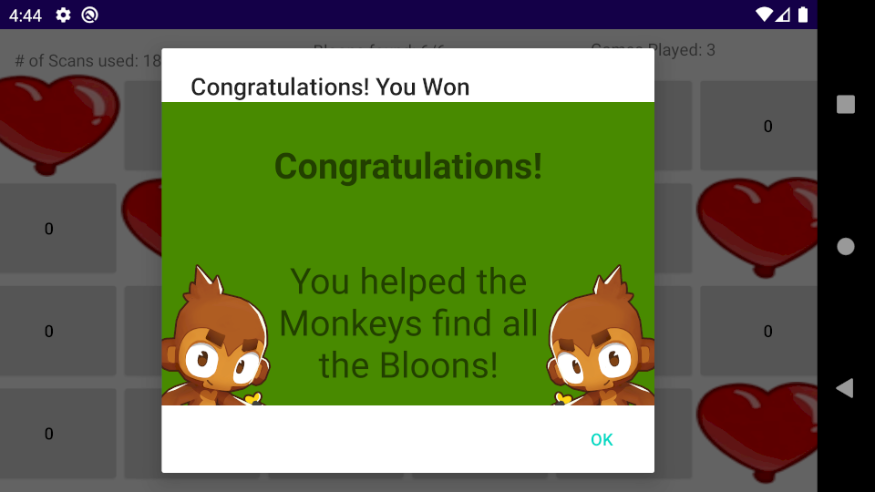 4:44
# of Scans used: 18
Games Played: 3
Congratulations! You Won
Congratulations!
You helped the
Monkeys find all
the Bloons!
OK
0
0
0
0
0